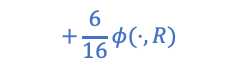 + 6/16 ϕ(·, R)